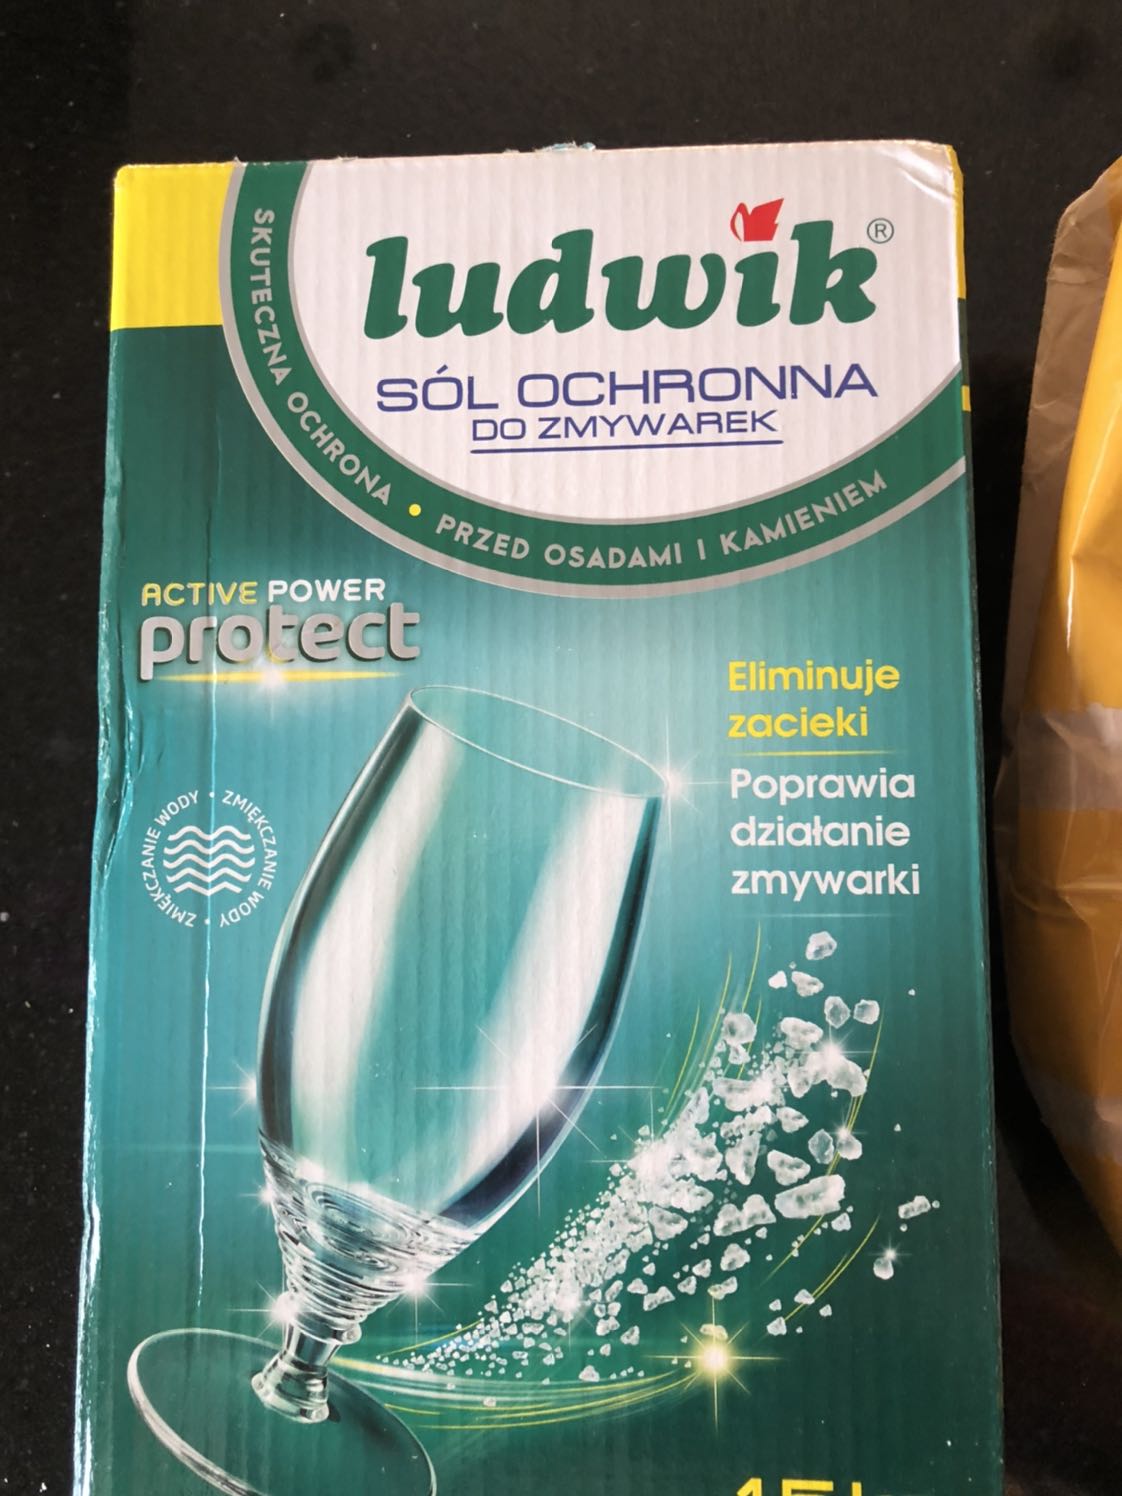 ludwik®
SÓL OCHRONNA
DO ZMYWAREK
SKUTECZNA OCHRONA • PRZED OSADAMI I KAMIENIEM
ACTIVE POWER
protect
Eliminuje
zacieki
Poprawia
działanie
zmywarki
ZMIĘKCZANIE WODY • ZMIĘKCZANIE WODY •